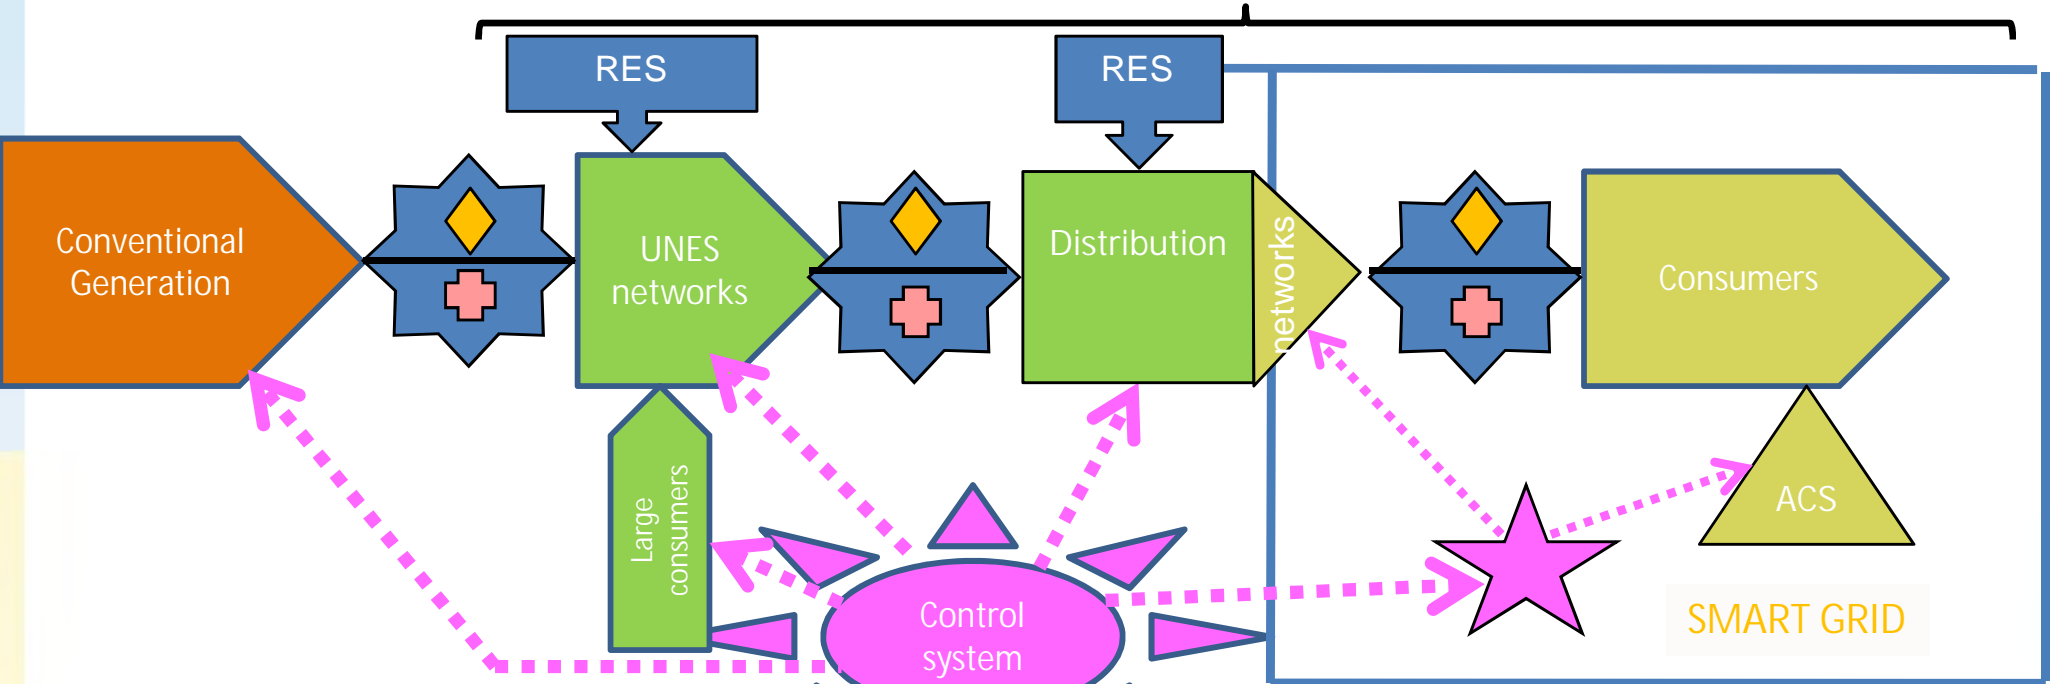 RES
RES
Conventional
Generation
UNES
networks
Distribution
networks
Consumers
Large
consumers
ACS
Control
system
SMART GRID